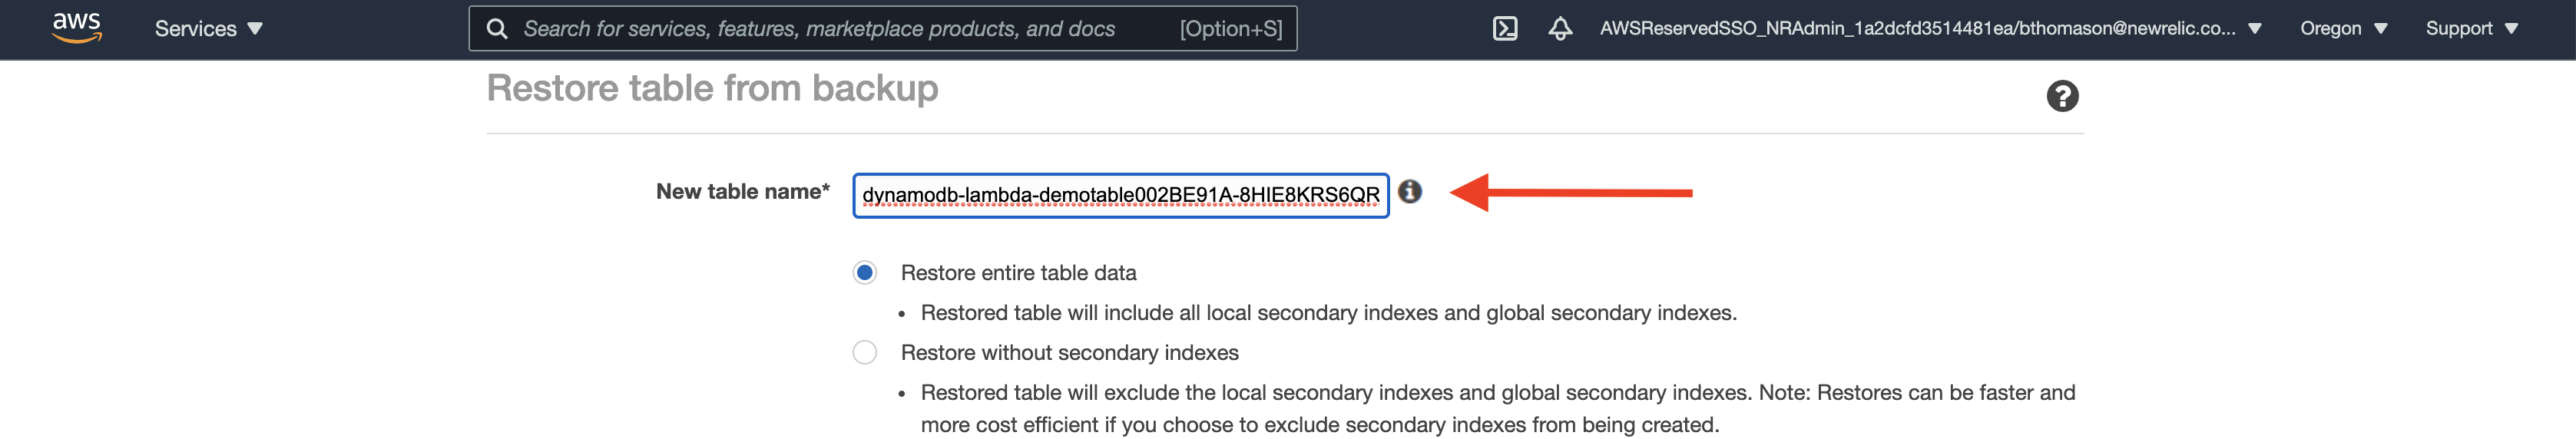 aws
Services
Search for services, features, marketplace products, and docs
[Option+S]
AWSReservedSSO_NRAdmin_1a2dcfd3514481ea/bthomason@newrelic.co...
Oregon
Support
Restore table from backup
New table name*
dynamodb-lambda-demotable002BE91A-8HIE8KRS6QR
Restore entire table data
• Restored table will include all local secondary indexes and global secondary indexes.
Restore without secondary indexes
• Restored table will exclude the local secondary indexes and global secondary indexes. Note: Restores can be faster and
more cost efficient if you choose to exclude secondary indexes from being created.